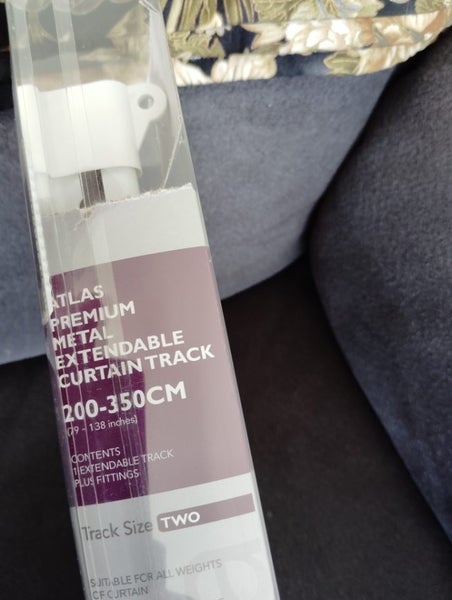 ATLAS
PREMIUM
METAL
EXTENDABLE
CURTAIN TRACK
200-350CM
(79 - 138 inches)
CONTENTS
1 EXTENDABLE TRACK
PLUS FITTINGS
Track Size TWO
SUITABLE FOR ALL WEIGHTS
OF CURTAIN